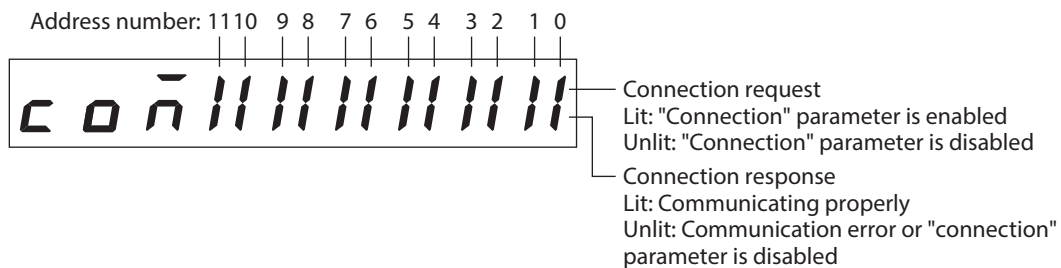 Address number: 11 10 9 8 7 6 5 4 3 2 1 0
com
Connection request
Lit: "Connection" parameter is enabled
Unlit: "Connection" parameter is disabled
Connection response
Lit: Communicating properly
Unlit: Communication error or "connection"
parameter is disabled